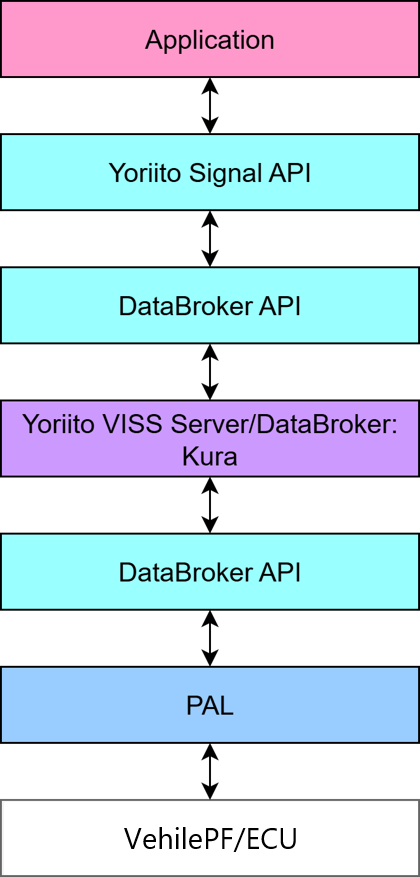 Application
Yoriito Signal API
DataBroker API
Yoriito VISS Server/DataBroker:
Kura
DataBroker API
PAL
VehilePF/ECU